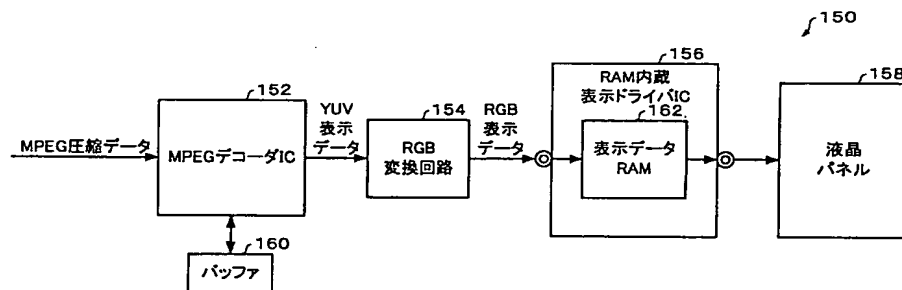 150
152
MPEG圧縮データ
MPEGデコーダIC
YUV
表示
データ
154
RGB
変換回路
RGB
表示
データ
156
RAM内蔵
表示ドライバIC
162
表示データ
RAM
158
液晶
パネル
160
バッファ